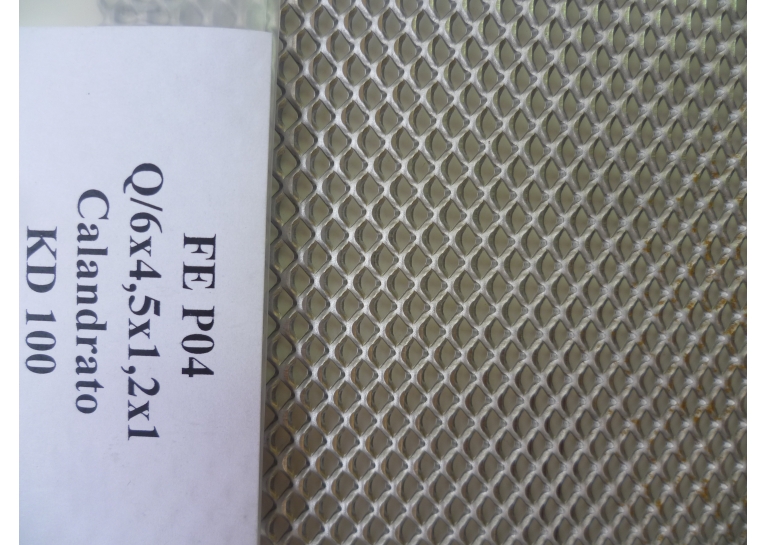 FE P04
Q/6x4,5x1,2x1
Calandrato
KD 100